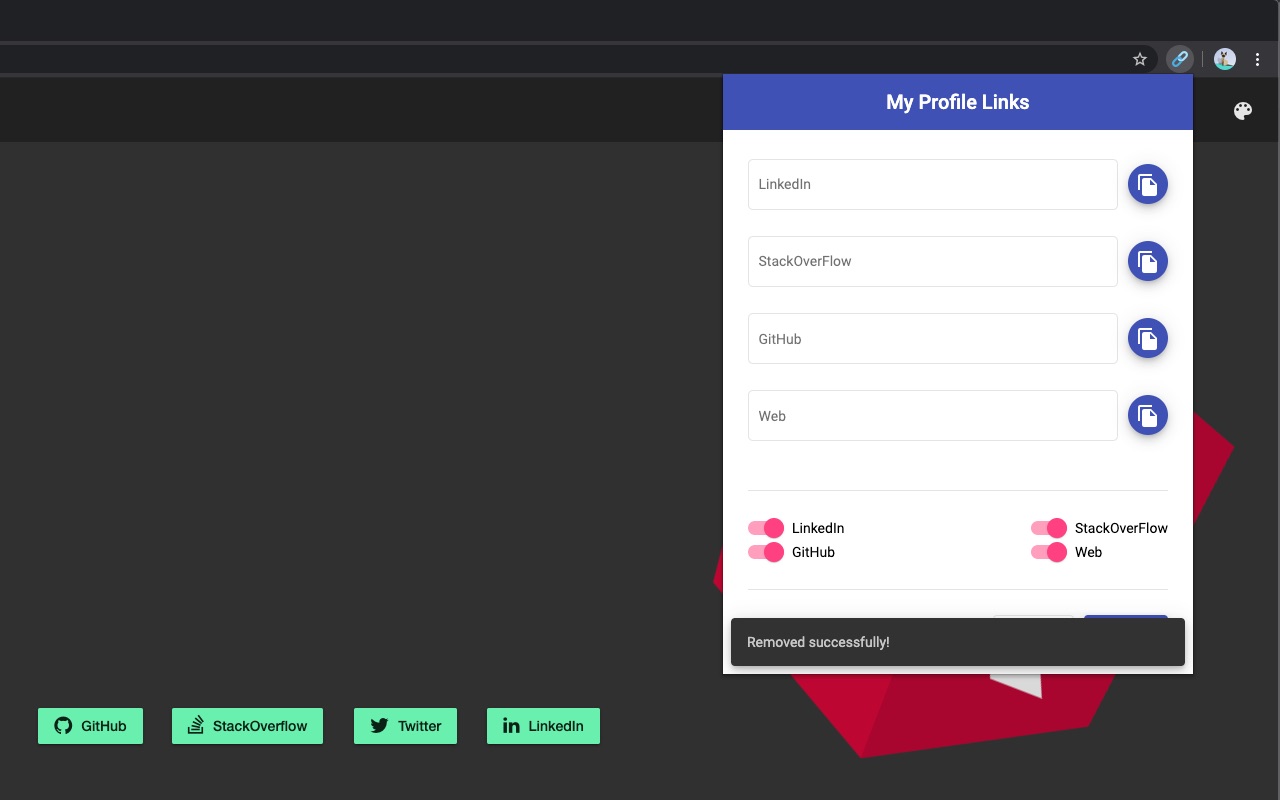 My Profile Links
LinkedIn
StackOverFlow
GitHub
Web
LinkedIn
StackOverFlow
GitHub
Web
Removed successfully!
GitHub
StackOverflow
Twitter
LinkedIn